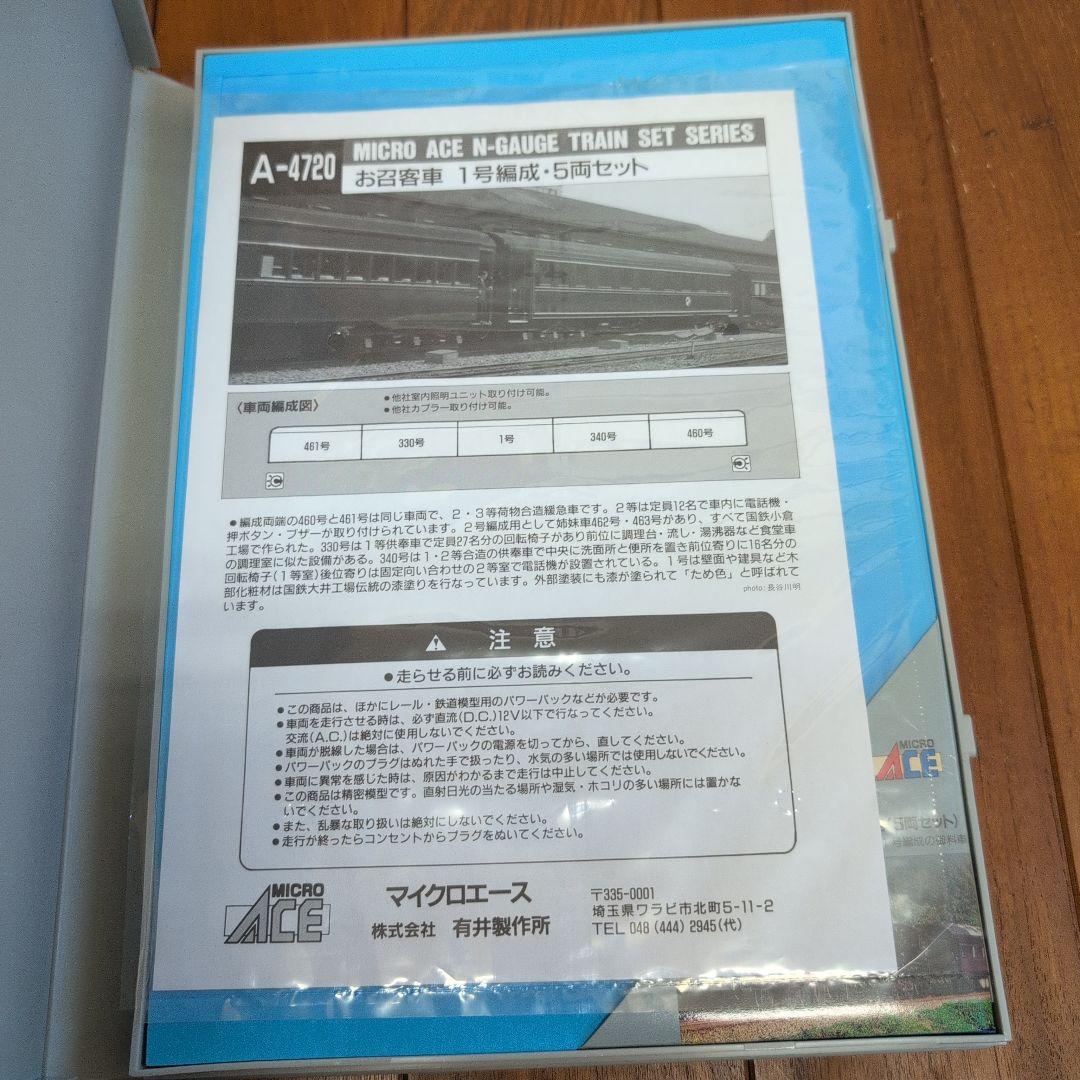 A-4720
MICRO ACE N-GAUGE TRAIN SET SERIES
お召客車 1号編成・5両セット
〈車両編成図〉
●他社室内照明ユニット取り付け可能。
●他社カプラー取り付け可能。
461号 330号 1号 340号 460号
●編成両端の460号と461号は同じ車両で、2・3等荷物合造緩急車です。2等は定員12名で車内に電話機・
押ボタン・ブザーが取り付けられています。2号編成用として姉妹車462号・463号があり、すべて国鉄小倉
工場で作られた。330号は1等供奉車で定員27名分の回転椅子があり前位に調理台・流し・湯沸器など食堂車
の調理室に似た設備がある。340号は1・2等合造の供奉車で中央に洗面所と便所を置き前位寄りに16名分の
回転椅子(1等室)後位寄りは固定向い合わせの2等室で電話機が設置されている。1号は壁面や建具など木
部化粧材は国鉄大井工場伝統の漆塗りを行なっています。外部塗装にも漆が塗られて「ため色」と呼ばれて
います。
photo: 長谷川明
注意
●走らせる前に必ずお読みください。
●この商品は、ほかにレール・鉄道模型用のパワーパックなどが必要です。
●車両を走行させる時は、必ず直流(D.C.)12V以下で行なってください。
交流(A.C.)は絶対に使用しないでください。
●車両が脱線した場合は、パワーパックの電源を切ってから、直してください。
●パワーパックのプラグはぬれた手で扱ったり、水気の多い場所では使用しないでください。
●車両に異常を感じた時は、原因がわかるまで走行は中止してください。
●この商品は精密模型です。直射日光の当たる場所や湿気・ホコリの多い場所には置かな
いでください。
●また、乱暴な取り扱いは絶対にしないでください。
●走行が終ったらコンセントからプラグをぬいてください。
MICRO
ACE
マイクロエース
株式会社 有井製作所
〒335-0001
埼玉県ワラビ市北町5-11-2
TEL 048 (444) 2945(代)
MICRO
ACE
5両セット)
号編成の御料車